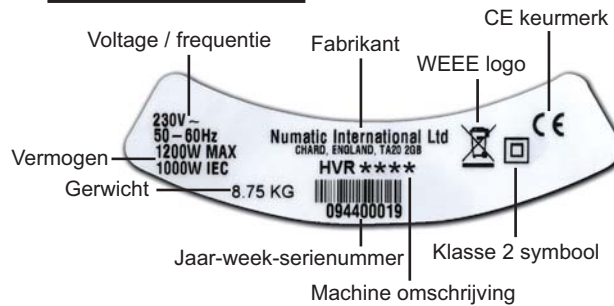 CE keurmerk
Voltage / frequentie
Fabrikant
WEEE logo
230V ~
50-60Hz
1200W MAX
1000W IEC
Numatic International Ltd
CHARD, ENGLAND, TA20 2GB
CE
HVR ****
Vermogen
Gerwicht
8.75 KG
094400019
Jaar-week-serienummer
Klasse 2 symbool
Machine omschrijving